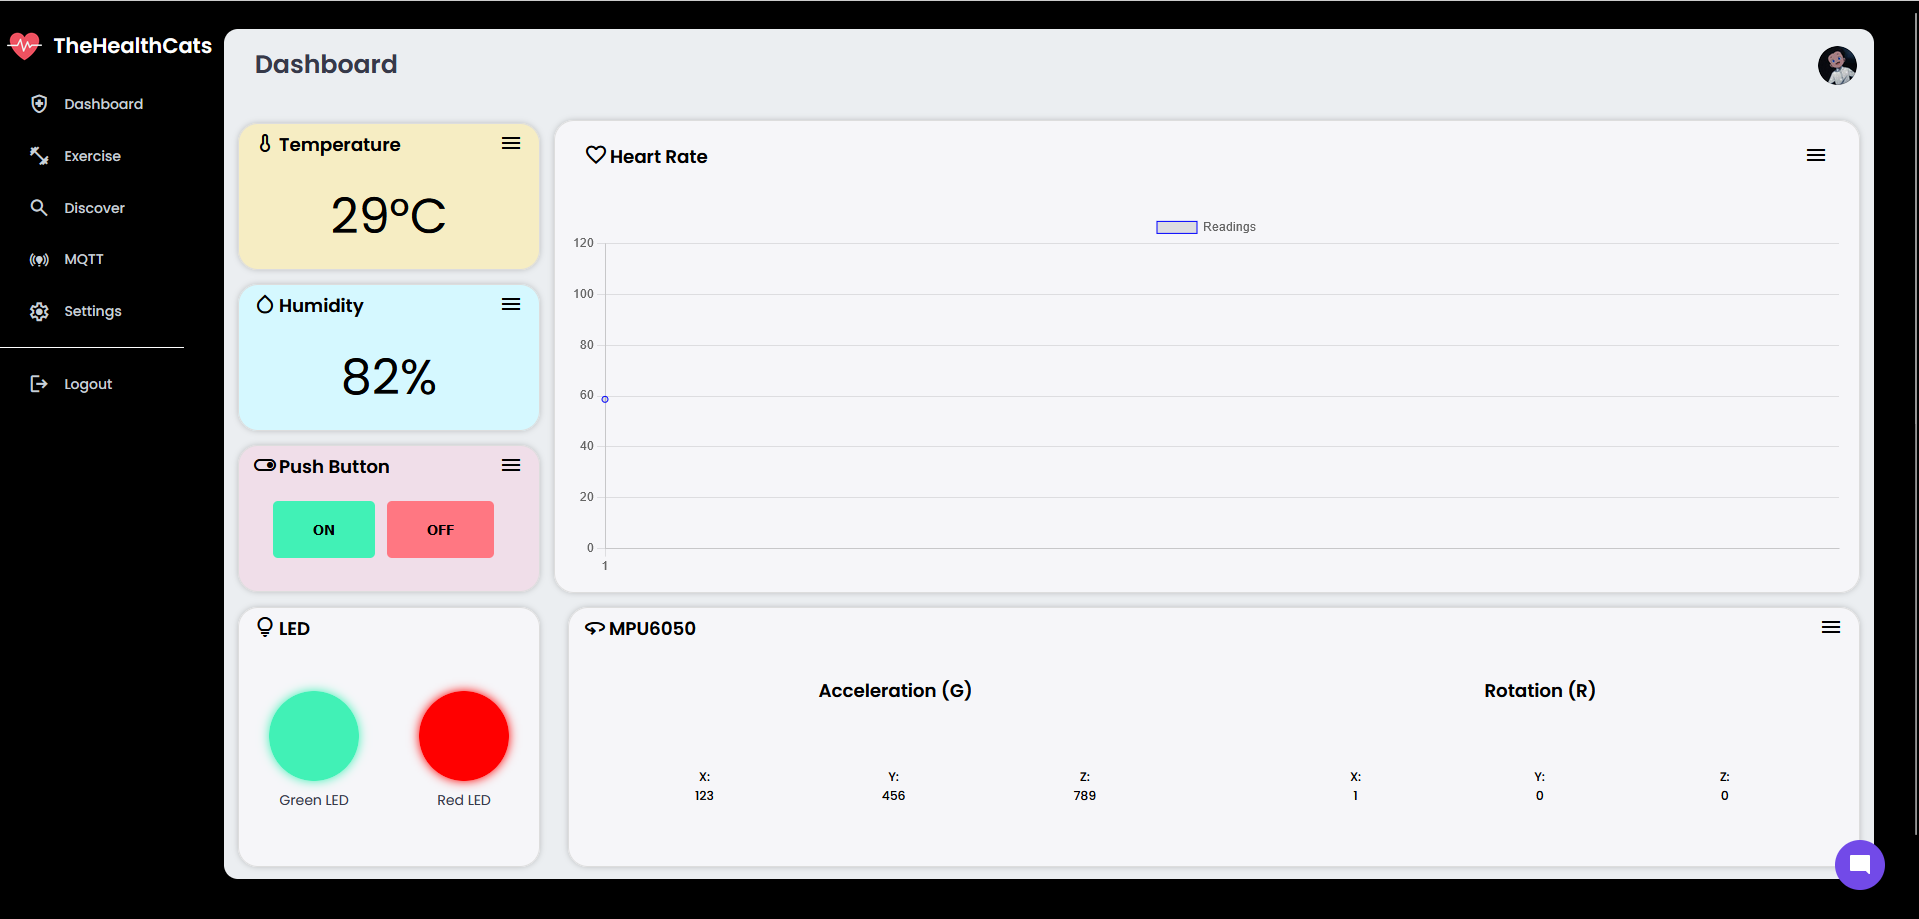 TheHealthCats
Dashboard
Exercise
Discover
MQTT
Settings
Logout
Dashboard
Temperature
29°C
Humidity
82%
Push Button
ON OFF
Heart Rate
Readings
120
100
80
60
40
20
0
1
LED
Green LED Red LED
MPU6050
Acceleration (G) Rotation (R)
X: Y: Z: X: Y: Z:
123 456 789 1 0 0